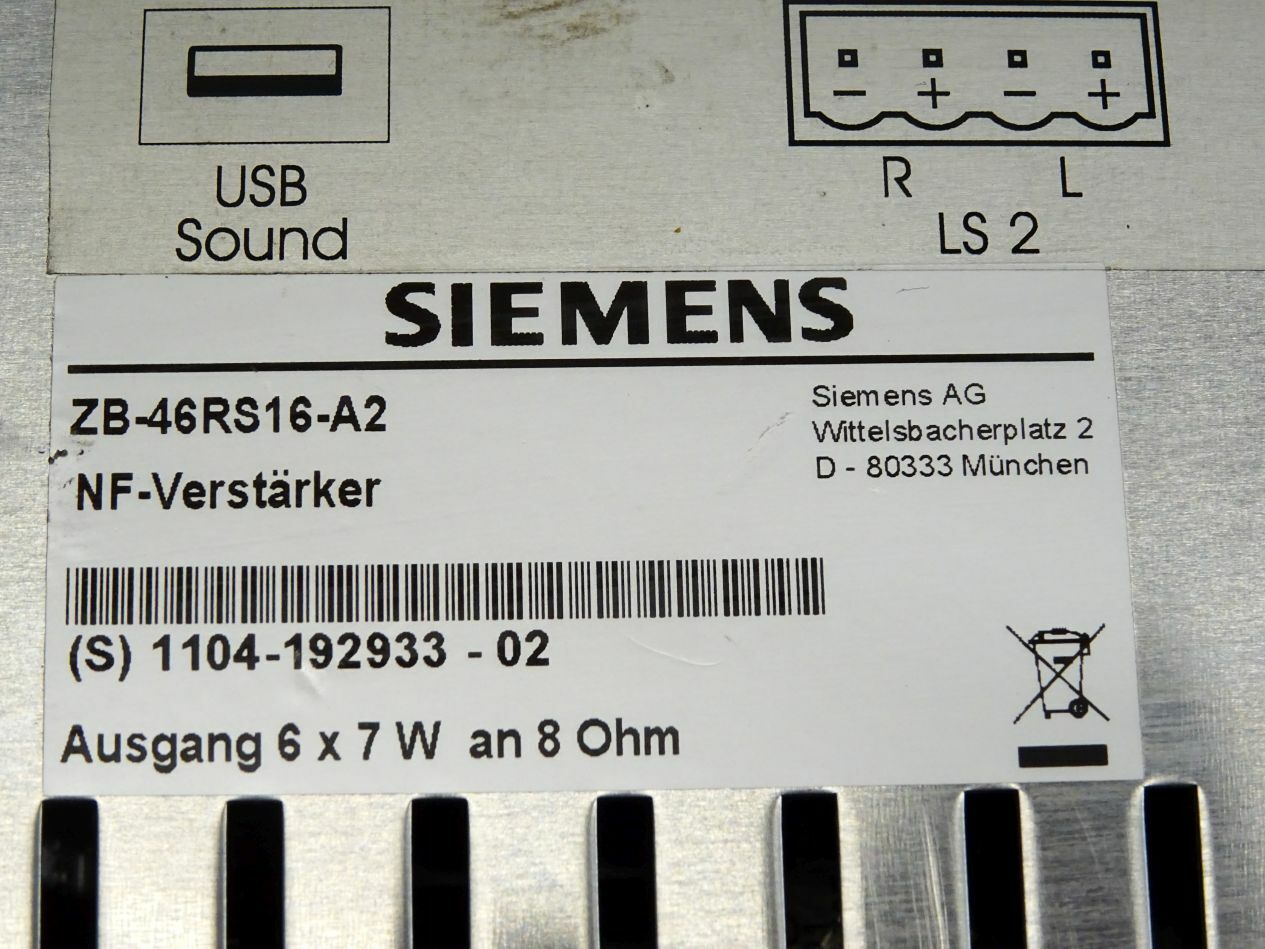 − + − +
R L
USB
Sound
LS 2
SIEMENS
ZB-46RS16-A2
NF-Verstärker
Siemens AG
Wittelsbacherplatz 2
D - 80333 München
(S) 1104-192933 - 02
Ausgang 6 x 7 W an 8 Ohm